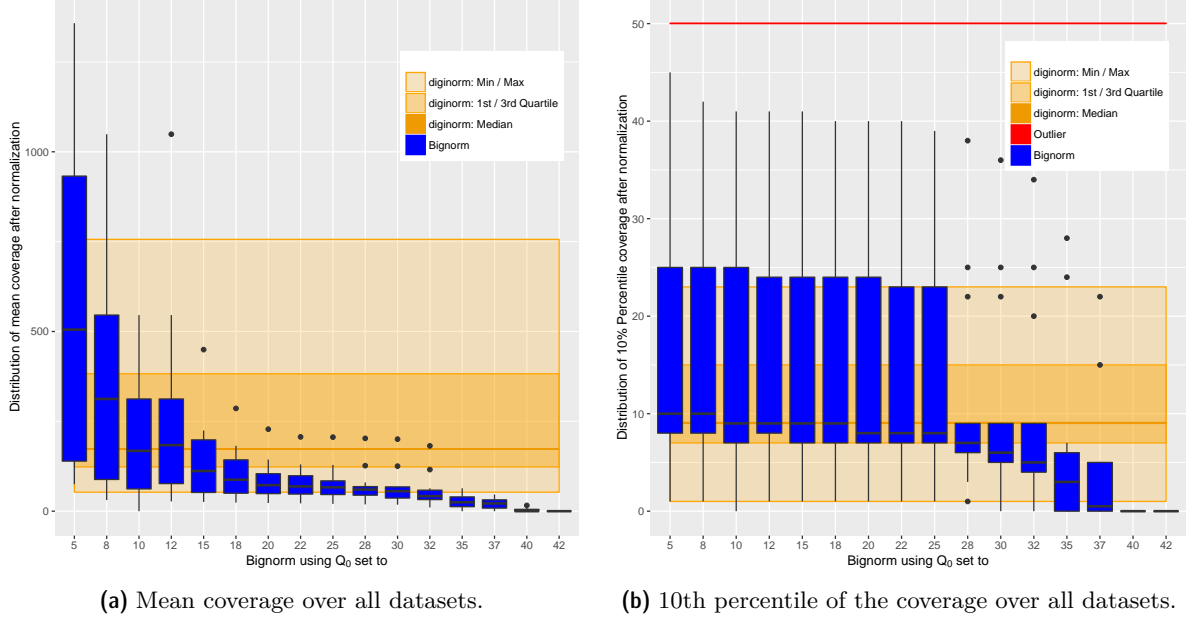 Distribution of mean coverage after normalization
1000
500
0
5 8 10 12 15 18 20 22 25 28 30 32 35 37 40 42
Bignorm using Q₀ set to
diginorm: Min / Max
diginorm: 1st / 3rd Quartile
diginorm: Median
Bignorm
(a) Mean coverage over all datasets.
Distribution of 10% Percentile coverage after normalization
50
40
30
20
10
0
5 8 10 12 15 18 20 22 25 28 30 32 35 37 40 42
Bignorm using Q₀ set to
diginorm: Min / Max
diginorm: 1st / 3rd Quartile
diginorm: Median
Outlier
Bignorm
(b) 10th percentile of the coverage over all datasets.